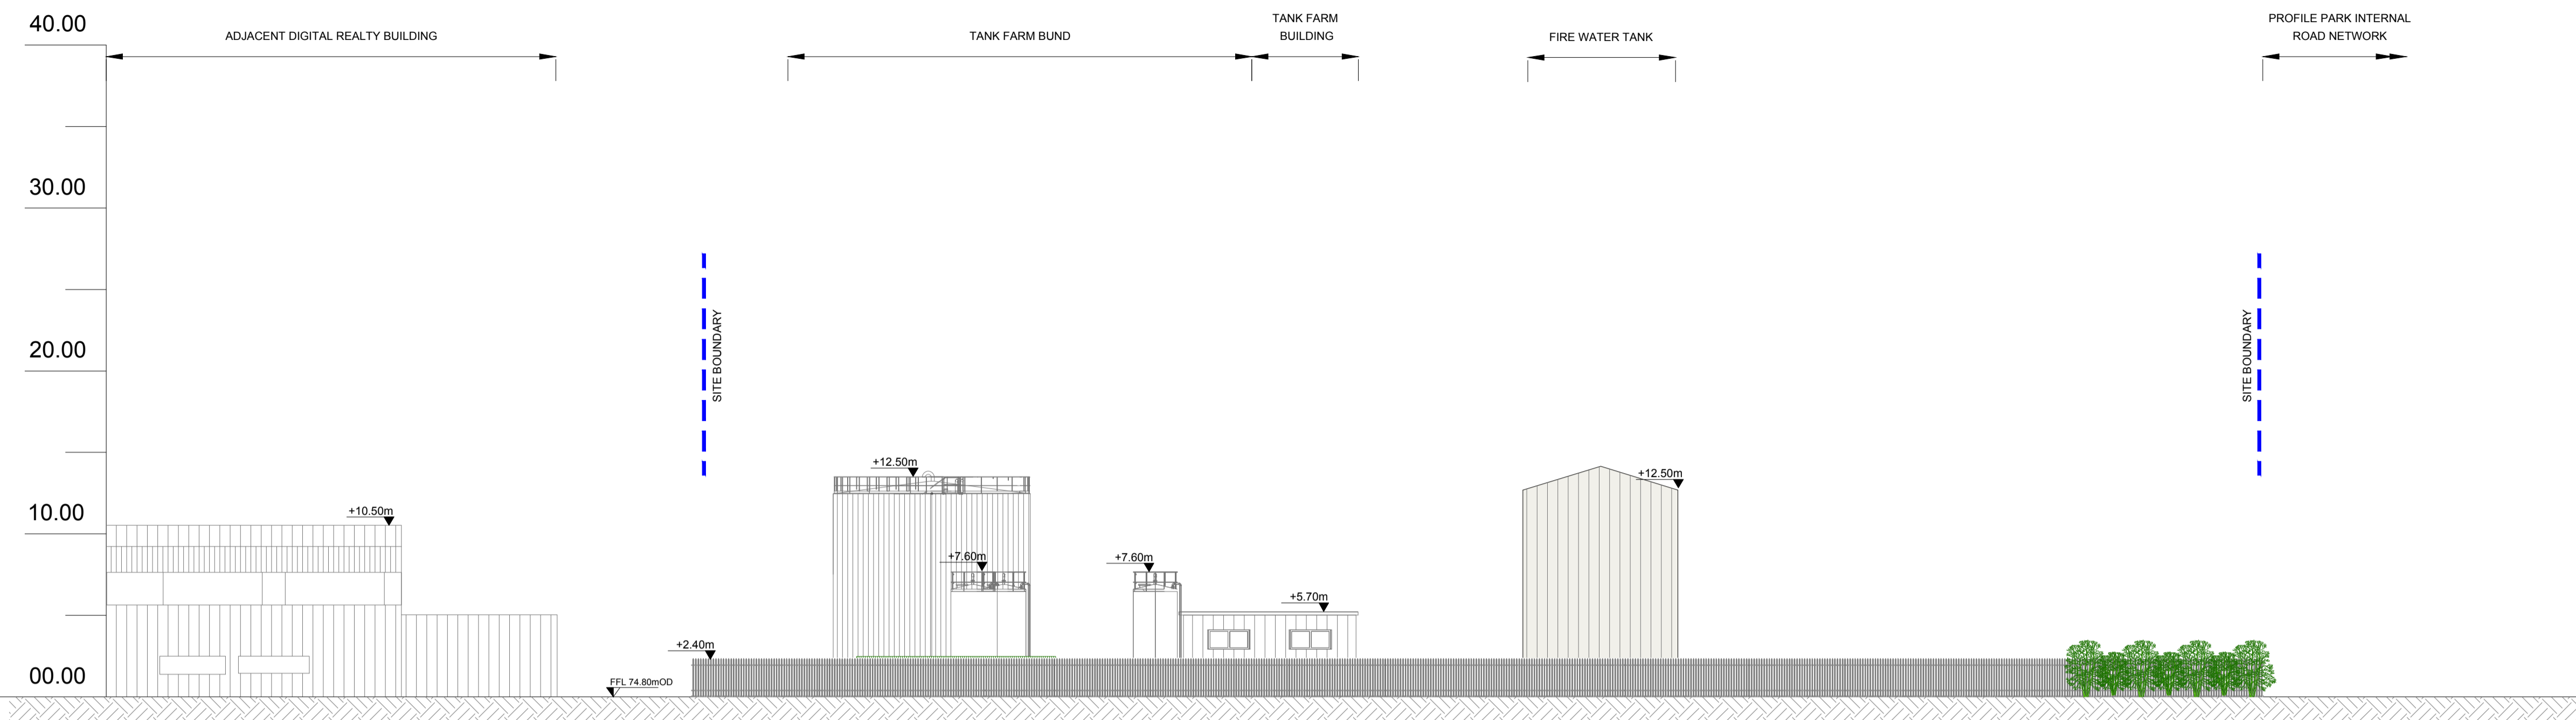 40.00
30.00
20.00
10.00
00.00
ADJACENT DIGITAL REALTY BUILDING
TANK FARM BUND
TANK FARM
BUILDING
FIRE WATER TANK
PROFILE PARK INTERNAL
ROAD NETWORK
SITE BOUNDARY
SITE BOUNDARY
+12.50m
+12.50m
+10.50m
+7.60m
+7.60m
+5.70m
+2.40m
FFL 74.80mOD